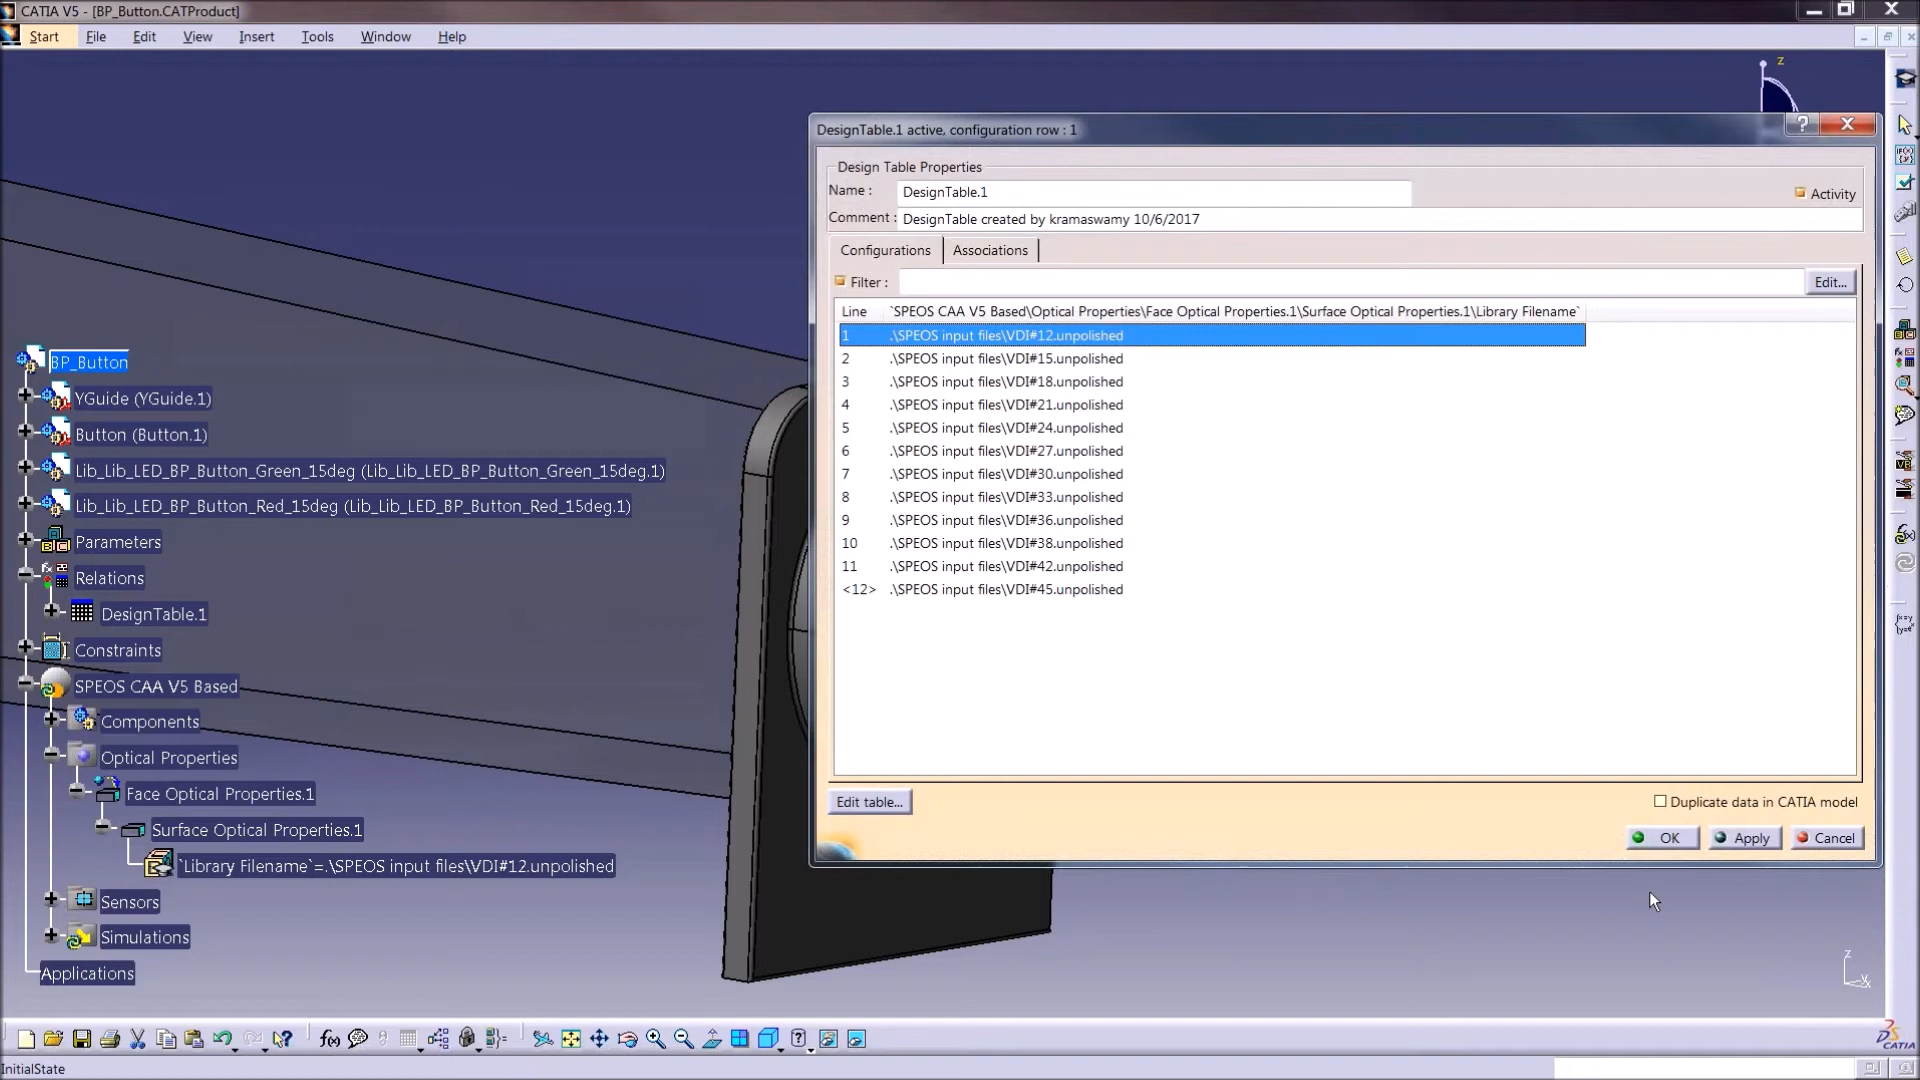 CATIA V5 - [BP_Button.CATProduct]
Start File Edit View Insert Tools Window Help
z
DesignTable.1 active, configuration row : 1
Design Table Properties
Name : DesignTable.1
Activity
Comment : DesignTable created by kramaswamy 10/6/2017
Configurations Associations
Filter : Edit...
Line `SPEOS CAA V5 Based\Optical Properties\Face Optical Properties.1\Surface Optical Properties.1\Library Filename`
1 .\SPEOS input files\VDI#12.unpolished
2 .\SPEOS input files\VDI#15.unpolished
3 .\SPEOS input files\VDI#18.unpolished
4 .\SPEOS input files\VDI#21.unpolished
5 .\SPEOS input files\VDI#24.unpolished
6 .\SPEOS input files\VDI#27.unpolished
7 .\SPEOS input files\VDI#30.unpolished
8 .\SPEOS input files\VDI#33.unpolished
9 .\SPEOS input files\VDI#36.unpolished
10 .\SPEOS input files\VDI#38.unpolished
11 .\SPEOS input files\VDI#42.unpolished
<12> .\SPEOS input files\VDI#45.unpolished
Edit table...
Duplicate data in CATIA model
OK Apply Cancel
BP_Button
YGuide (YGuide.1)
Button (Button.1)
Lib_Lib_LED_BP_Button_Green_15deg (Lib_Lib_LED_BP_Button_Green_15deg.1)
Lib_Lib_LED_BP_Button_Red_15deg (Lib_Lib_LED_BP_Button_Red_15deg.1)
Parameters
Relations
DesignTable.1
Constraints
SPEOS CAA V5 Based
Components
Optical Properties
Face Optical Properties.1
Surface Optical Properties.1
`Library Filename`=.\SPEOS input files\VDI#12.unpolished
Sensors
Simulations
Applications
z
CATIA
InitialState